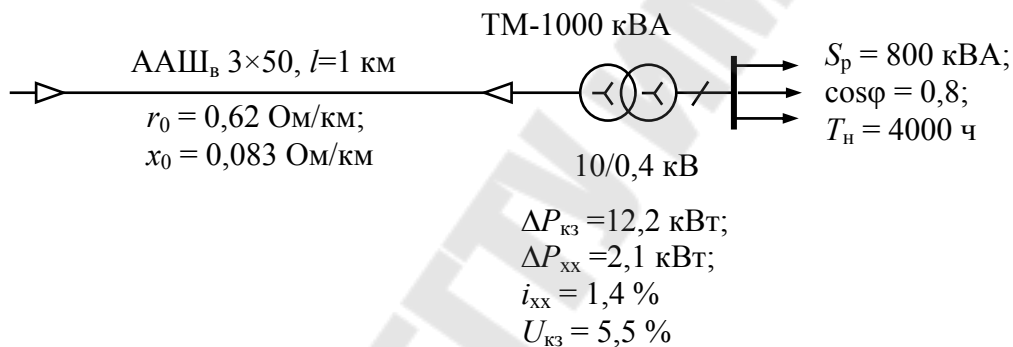 ТМ-1000 кВА
ААШв 3×50, l=1 км
r0 = 0,62 Ом/км;
x0 = 0,083 Ом/км
10/0,4 кВ
Sр = 800 кВА;
cosφ = 0,8;
Tн = 4000 ч
ΔPкз =12,2 кВт;
ΔPхх =2,1 кВт;
iхх = 1,4 %
Uкз = 5,5 %